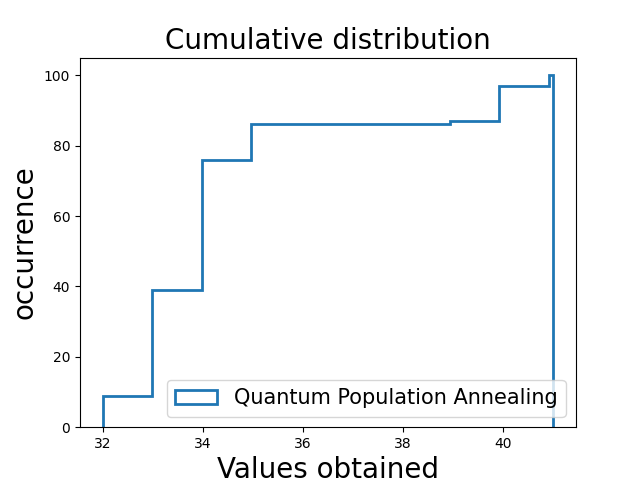 Cumulative distribution
100
80
60
40
20
0
occurrence
Quantum Population Annealing
32 34 36 38 40
Values obtained